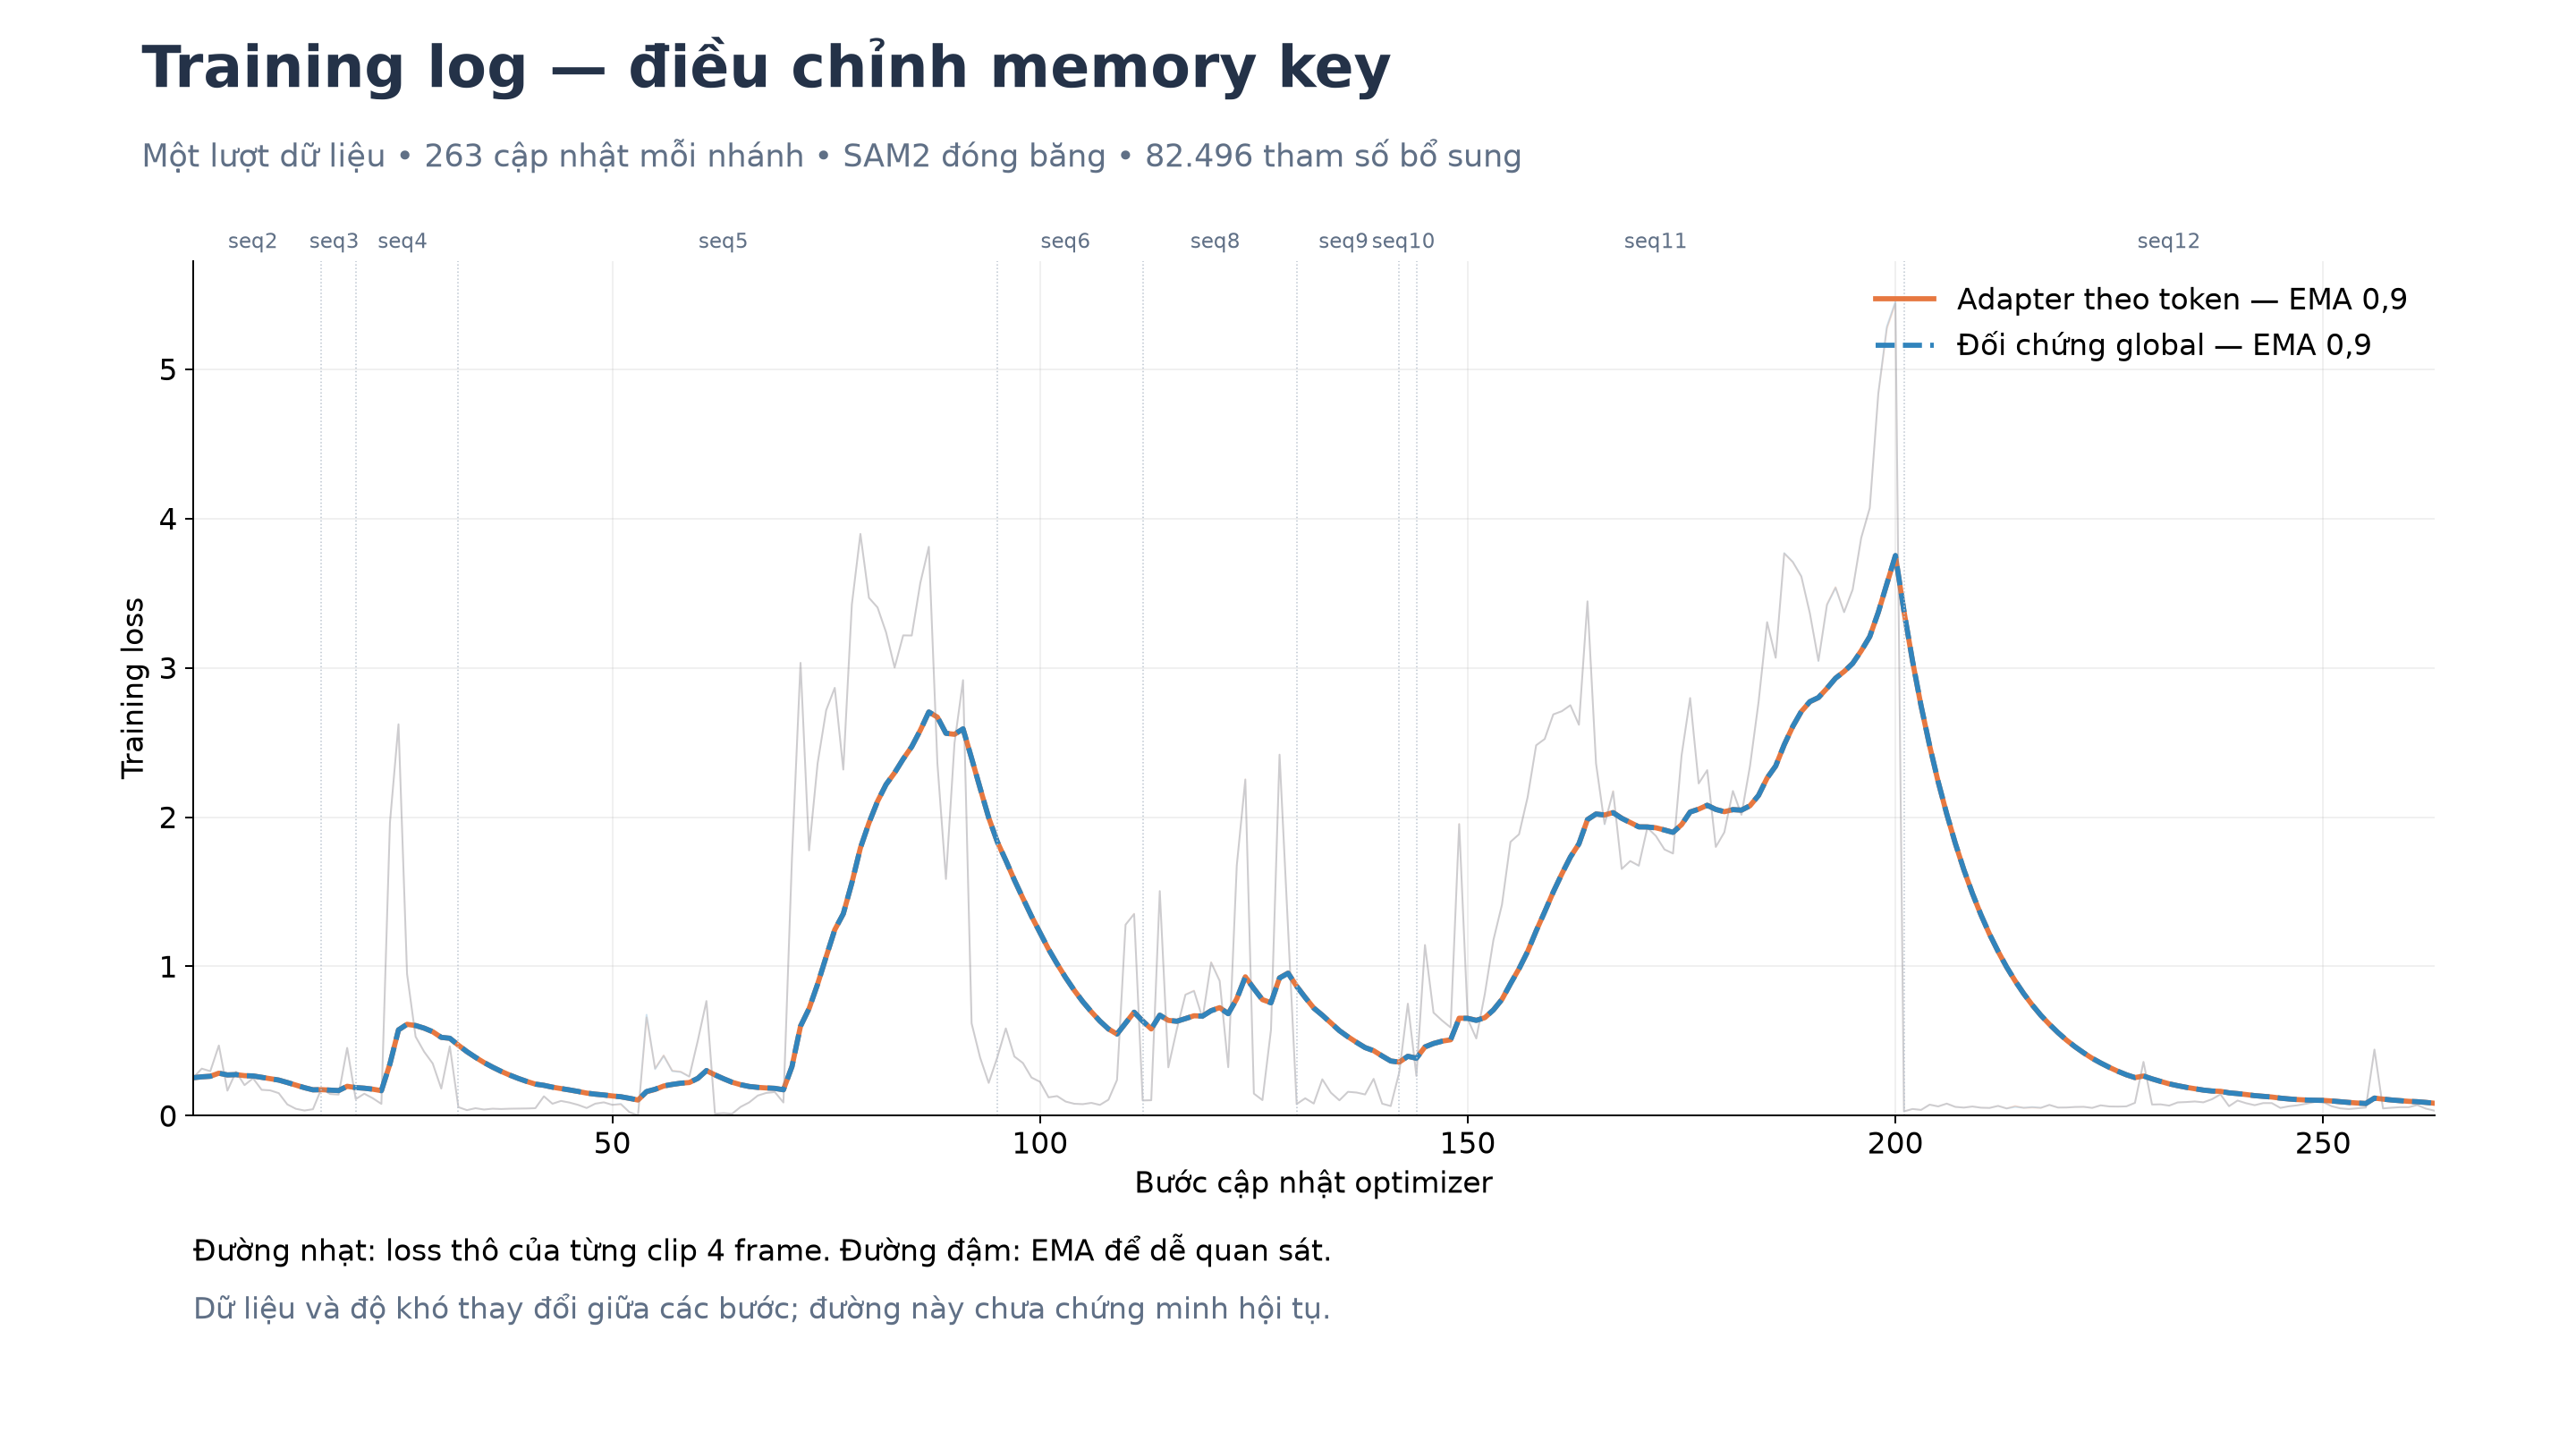 Training log — điều chỉnh memory key
Một lượt dữ liệu • 263 cập nhật mỗi nhánh • SAM2 đóng băng • 82.496 tham số bổ sung
seq2 seq3 seq4 seq5 seq6 seq8 seq9 seq10 seq11 seq12
Adapter theo token — EMA 0,9
Đối chứng global — EMA 0,9
Training loss
5
4
3
2
1
0
50 100 150 200 250
Bước cập nhật optimizer
Đường nhạt: loss thô của từng clip 4 frame. Đường đậm: EMA để dễ quan sát.
Dữ liệu và độ khó thay đổi giữa các bước; đường này chưa chứng minh hội tụ.